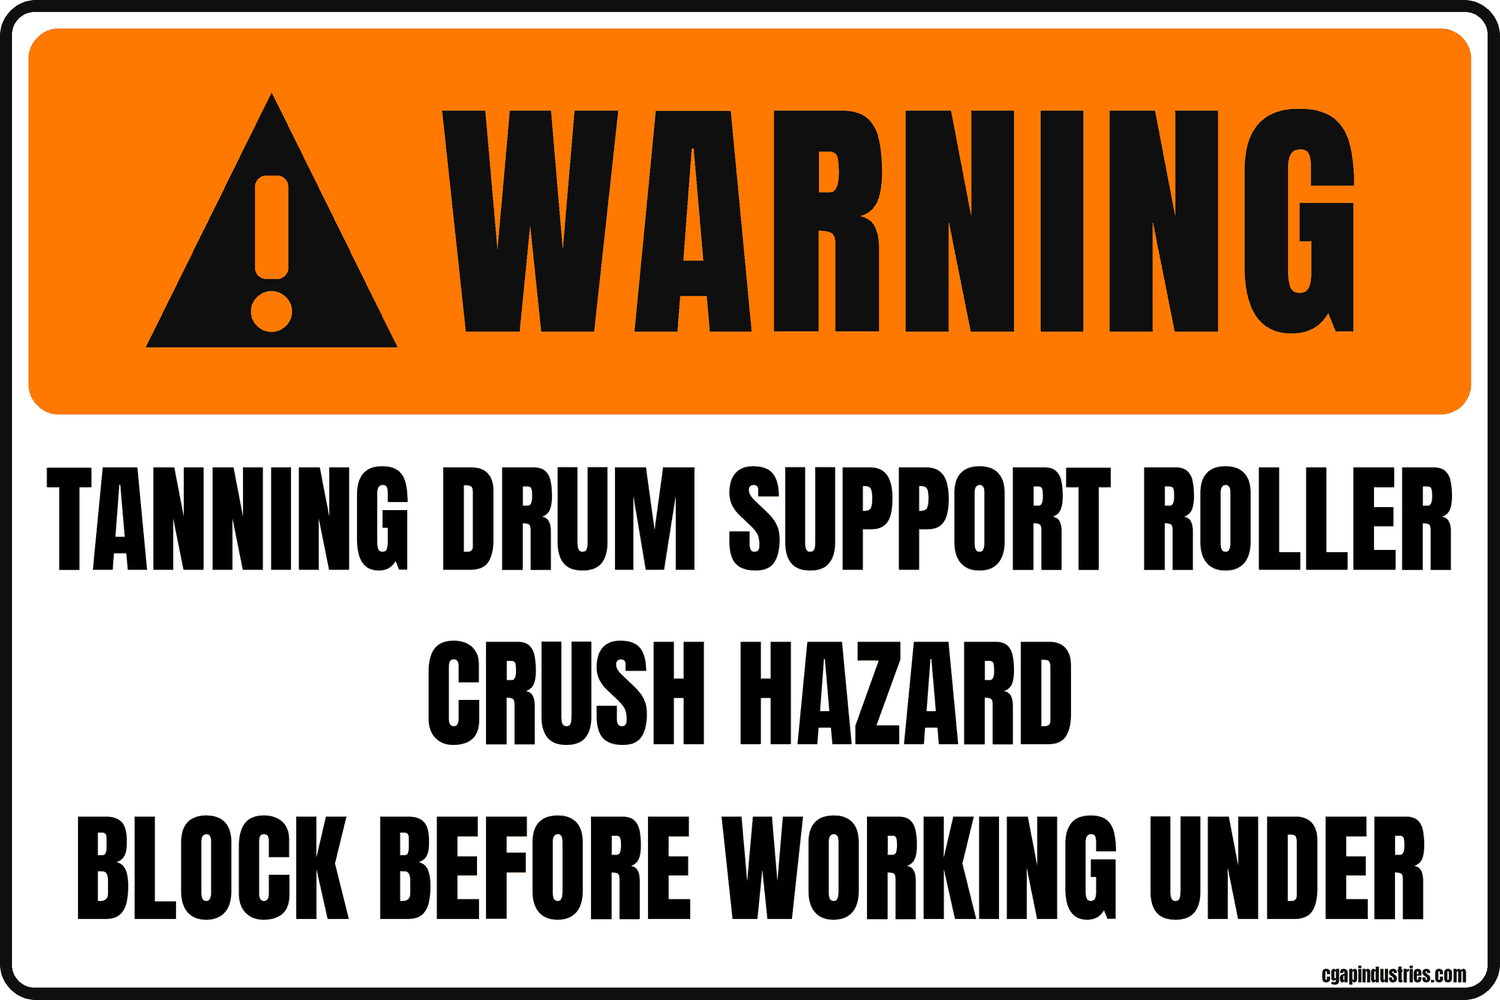 WARNING
TANNING DRUM SUPPORT ROLLER
CRUSH HAZARD
BLOCK BEFORE WORKING UNDER
cgapindustries.com